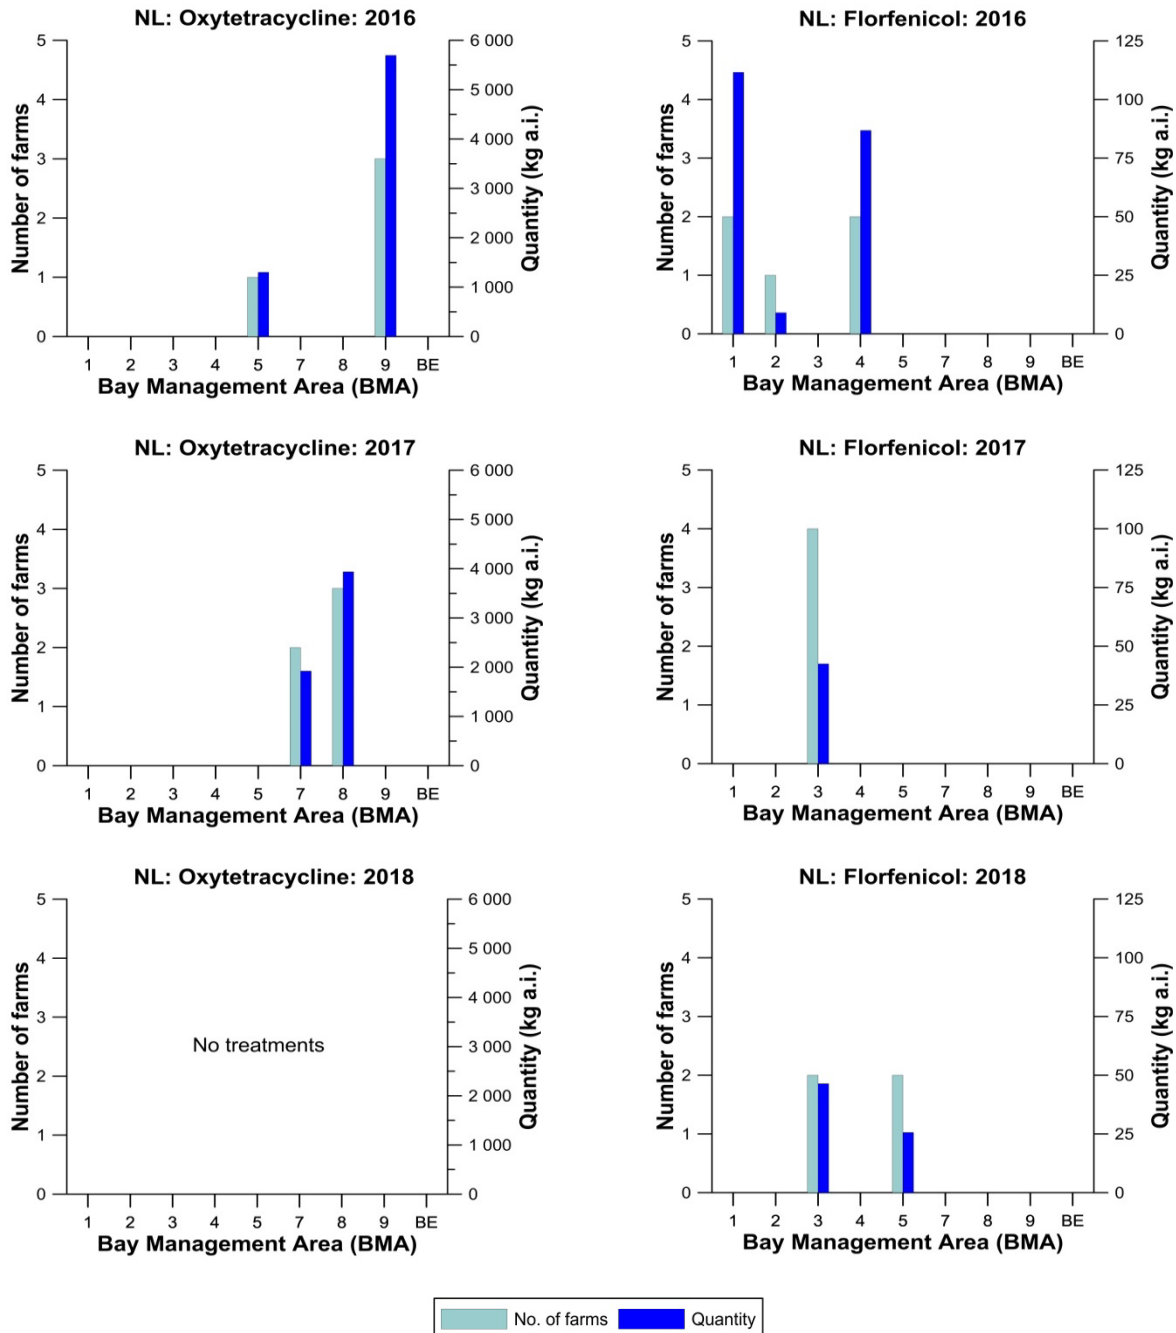 NL: Oxytetracycline: 2016
5
4
3
2
1
0
Number of farms
6 000
5 000
4 000
3 000
2 000
1 000
0
Quantity (kg a.i.)
1 2 3 4 5 7 8 9 BE
Bay Management Area (BMA)
NL: Florfenicol: 2016
5
4
3
2
1
0
Number of farms
125
100
75
50
25
0
Quantity (kg a.i.)
1 2 3 4 5 7 8 9 BE
Bay Management Area (BMA)
NL: Oxytetracycline: 2017
5
4
3
2
1
0
Number of farms
6 000
5 000
4 000
3 000
2 000
1 000
0
Quantity (kg a.i.)
1 2 3 4 5 7 8 9 BE
Bay Management Area (BMA)
NL: Florfenicol: 2017
5
4
3
2
1
0
Number of farms
125
100
75
50
25
0
Quantity (kg a.i.)
1 2 3 4 5 7 8 9 BE
Bay Management Area (BMA)
NL: Oxytetracycline: 2018
5
4
3
2
1
0
Number of farms
No treatments
6 000
5 000
4 000
3 000
2 000
1 000
0
Quantity (kg a.i.)
1 2 3 4 5 7 8 9 BE
Bay Management Area (BMA)
NL: Florfenicol: 2018
5
4
3
2
1
0
Number of farms
125
100
75
50
25
0
Quantity (kg a.i.)
1 2 3 4 5 7 8 9 BE
Bay Management Area (BMA)
No. of farms Quantity